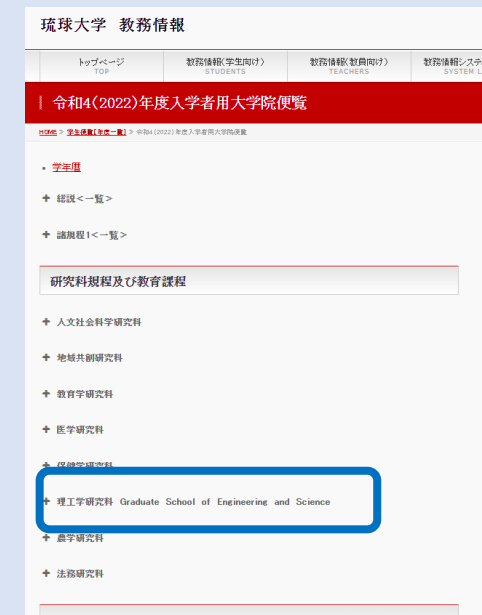 琉球大学 教務情報
トップページ
TOP
教務情報(学生向け)
STUDENTS
教務情報(教員向け)
TEACHERS
教務情報システ
SYSTEM L
令和4(2022)年度入学者用大学院便覧
HOME > 学生便覧【年度一覧】 > 令和4(2022)年度入学者用大学院便覧
・ 学年暦
+ 総説<一覧>
+ 諸規程1<一覧>
研究科規程及び教育課程
+ 人文社会科学研究科
+ 地域共創研究科
+ 教育学研究科
+ 医学研究科
+ 保健学研究科
+ 理工学研究科 Graduate School of Engineering and Science
+ 農学研究科
+ 法務研究科